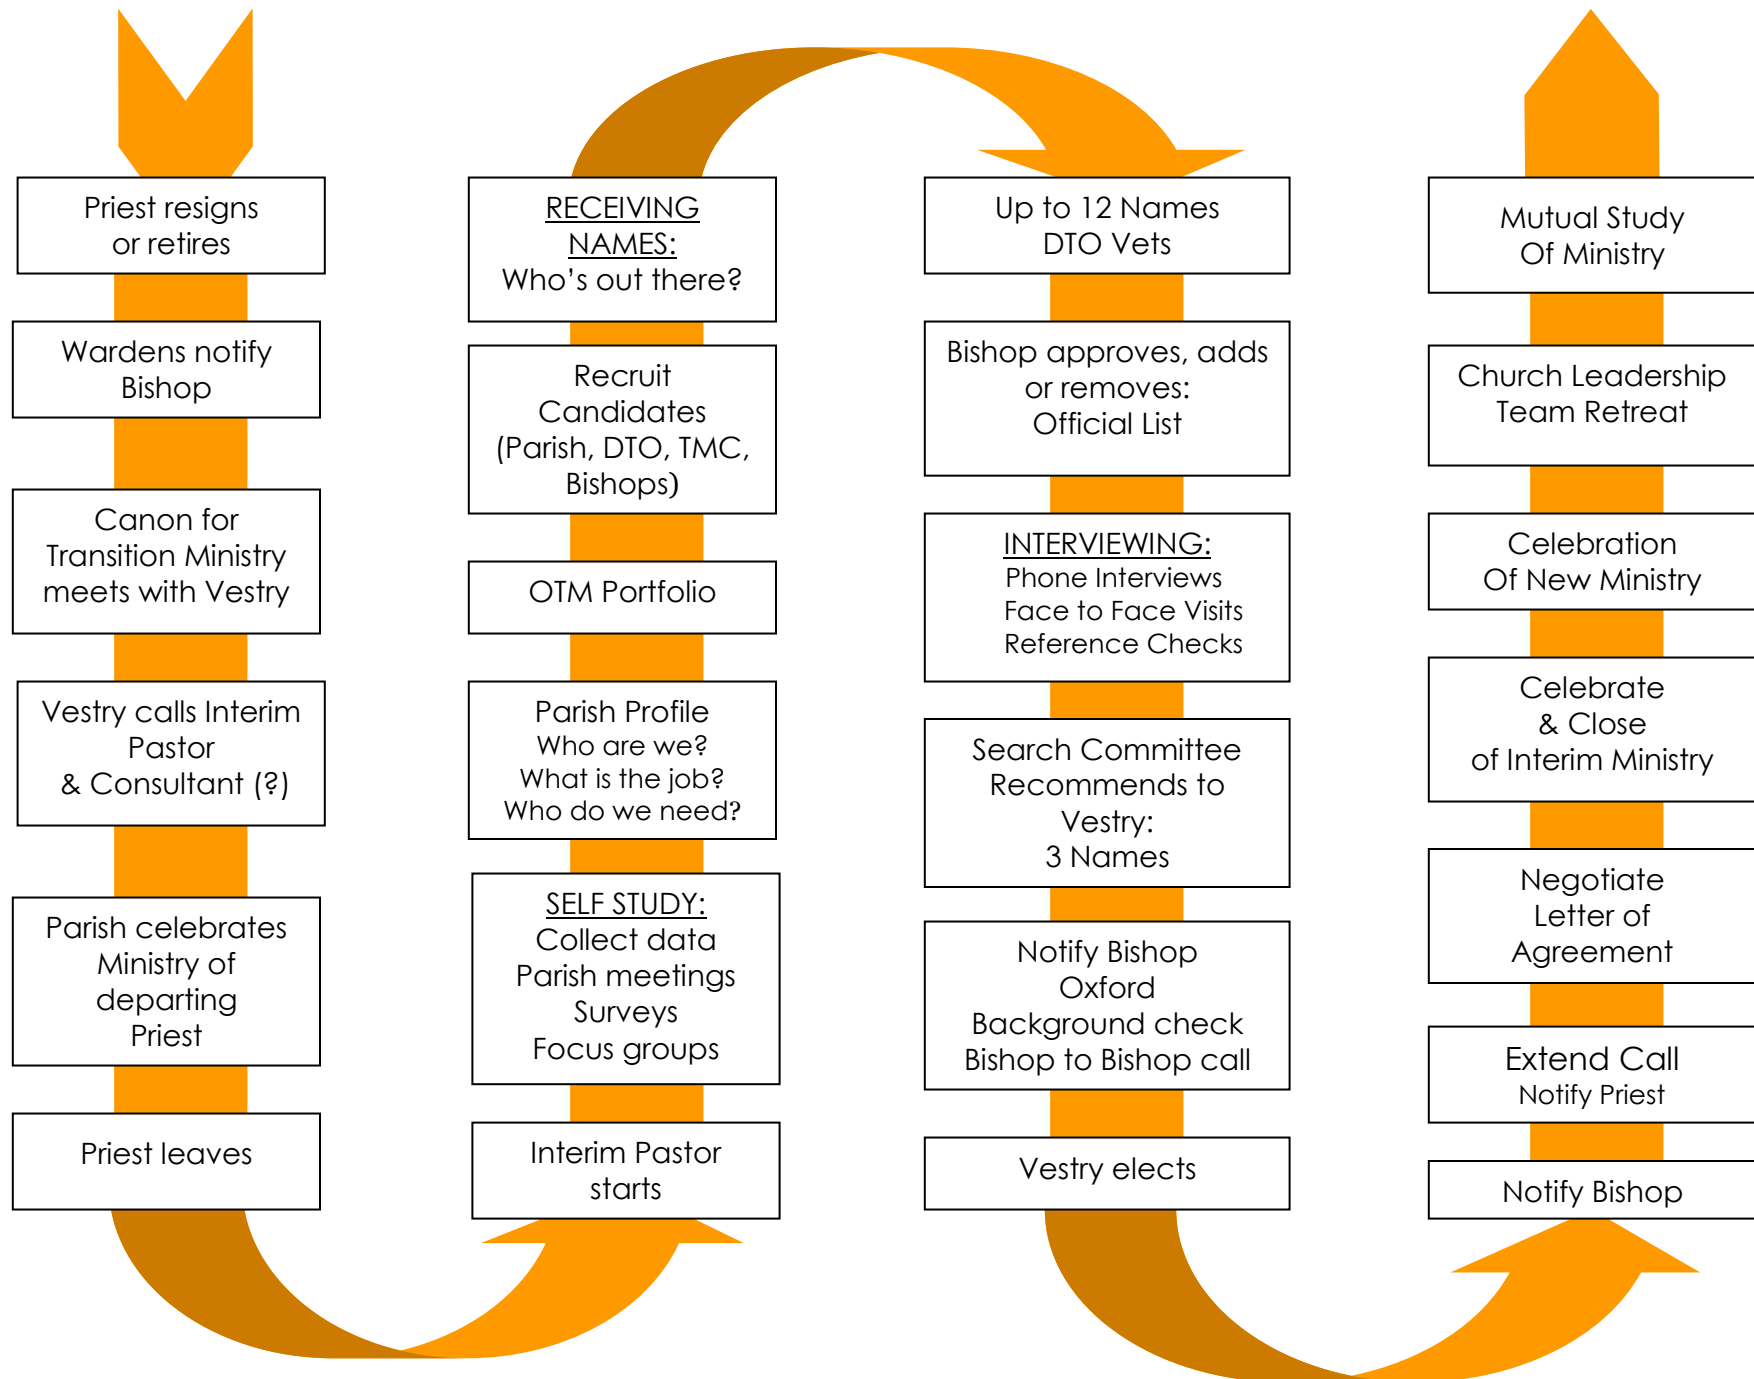 Priest resigns
or retires
Wardens notify
Bishop
Canon for
Transition Ministry
meets with Vestry
Vestry calls Interim
Pastor
& Consultant (?)
Parish celebrates
Ministry of
departing
Priest
Priest leaves
RECEIVING
NAMES:
Who’s out there?
Recruit
Candidates
(Parish, DTO, TMC,
Bishops)
OTM Portfolio
Parish Profile
Who are we?
What is the job?
Who do we need?
SELF STUDY:
Collect data
Parish meetings
Surveys
Focus groups
Interim Pastor
starts
Up to 12 Names
DTO Vets
Bishop approves, adds
or removes:
Official List
INTERVIEWING:
Phone Interviews
Face to Face Visits
Reference Checks
Search Committee
Recommends to
Vestry:
3 Names
Notify Bishop
Oxford
Background check
Bishop to Bishop call
Vestry elects
Mutual Study
Of Ministry
Church Leadership
Team Retreat
Celebration
Of New Ministry
Celebrate
& Close
of Interim Ministry
Negotiate
Letter of
Agreement
Extend Call
Notify Priest
Notify Bishop